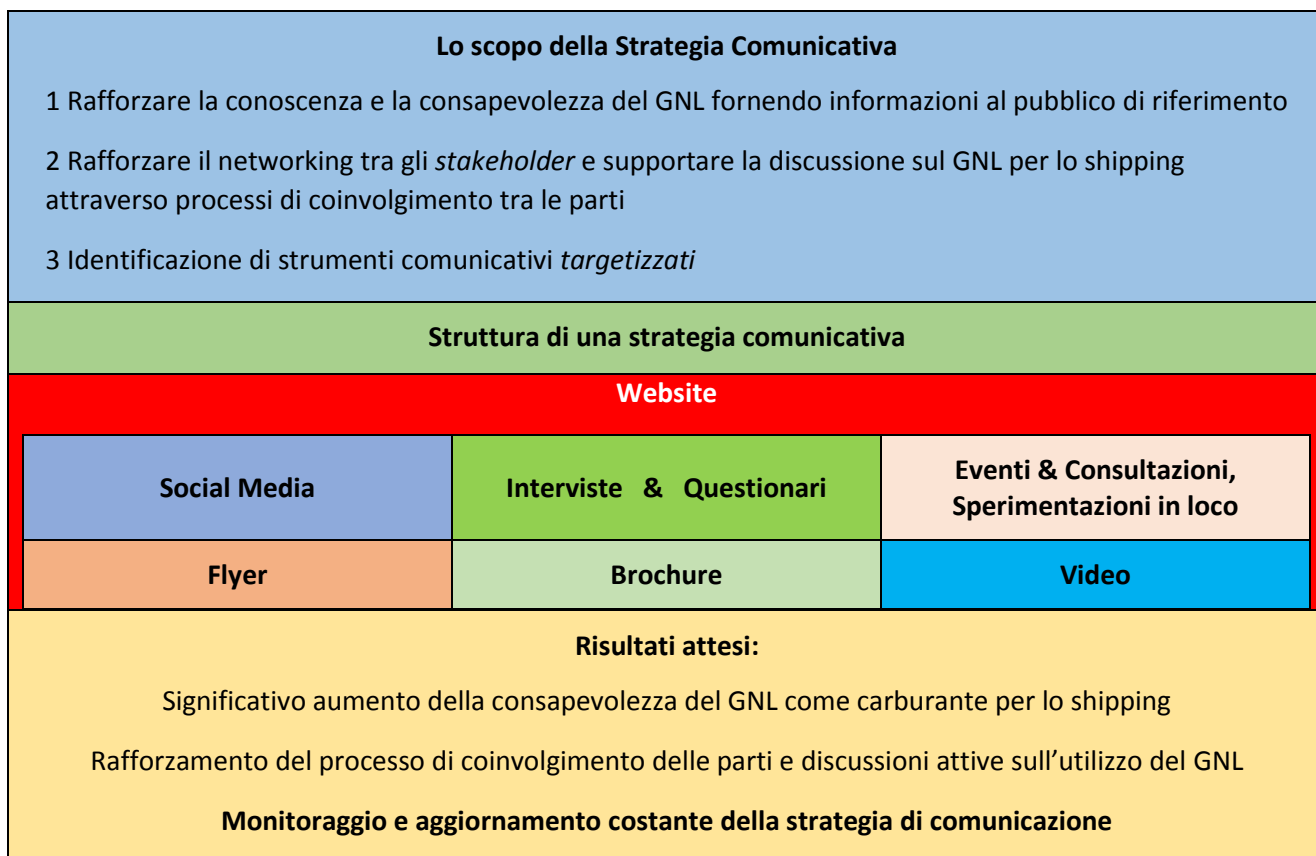 Lo scopo della Strategia Comunicativa
1 Rafforzare la conoscenza e la consapevolezza del GNL fornendo informazioni al pubblico di riferimento
2 Rafforzare il networking tra gli stakeholder e supportare la discussione sul GNL per lo shipping
attraverso processi di coinvolgimento tra le parti
3 Identificazione di strumenti comunicativi targetizzati
Struttura di una strategia comunicativa
Website
Social Media
Interviste & Questionari
Eventi & Consultazioni,
Sperimentazioni in loco
Flyer
Brochure
Video
Risultati attesi:
Significativo aumento della consapevolezza del GNL come carburante per lo shipping
Rafforzamento del processo di coinvolgimento delle parti e discussioni attive sull’utilizzo del GNL
Monitoraggio e aggiornamento costante della strategia di comunicazione